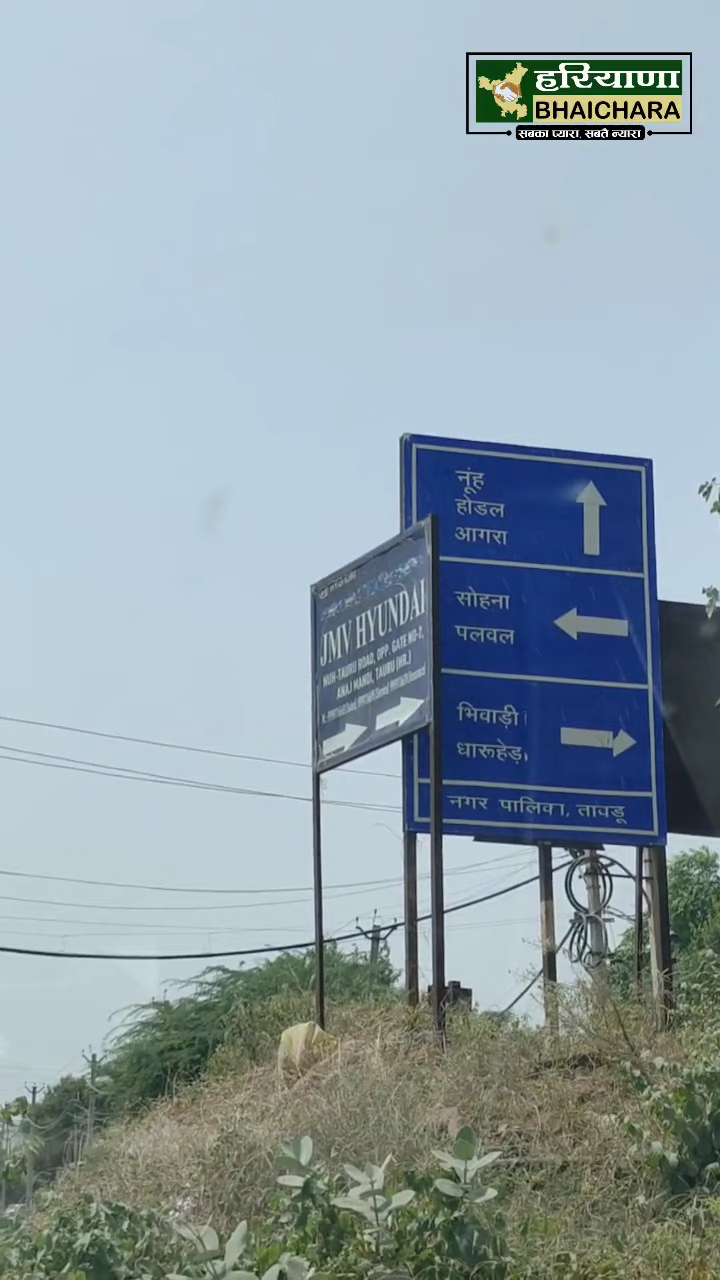 हरियाणा
BHAICHARA
सबका प्यारा, सबतै न्यारा
नूंह
होडल
आगरा
सोहना
पलवल
भिवाड़ी
धारूहेड़ा
नगर पालिका, तावडू
JMV HYUNDAI
NUH-TAURU ROAD, OPP. GATE NO-2,
ANAJ MANDI, TAURU (HR.)